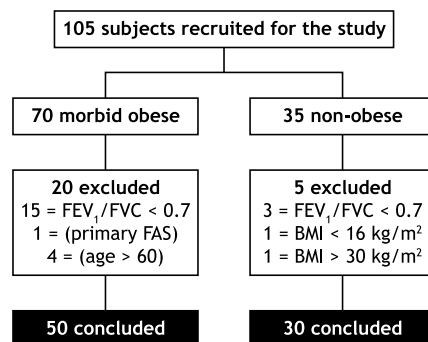 105 subjects recruited for the study
70 morbid obese
35 non-obese
20 excluded
15 = FEV₁/FVC < 0.7
1 = (primary FAS)
4 = (age > 60)
5 excluded
3 = FEV₁/FVC < 0.7
1 = BMI < 16 kg/m²
1 = BMI > 30 kg/m²
50 concluded
30 concluded